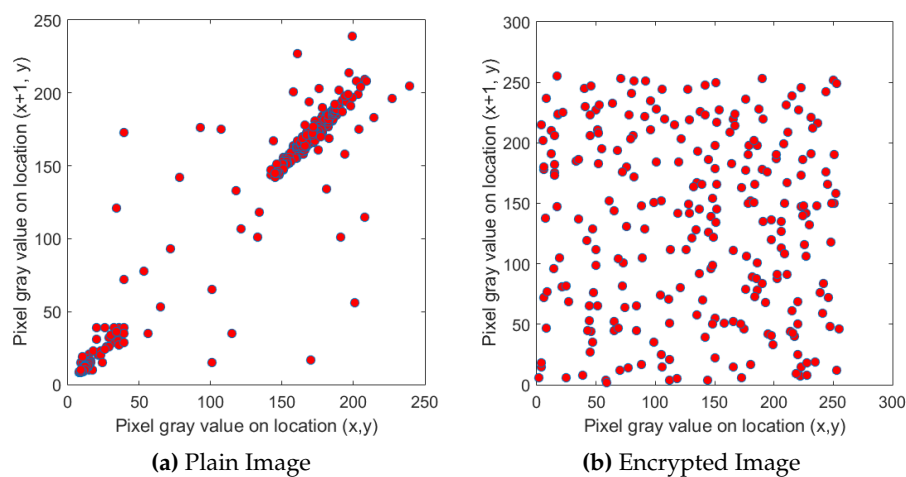 250
200
150
100
50
0
Pixel gray value on location (x+1, y)
0 50 100 150 200 250
Pixel gray value on location (x,y)
(a) Plain Image
300
250
200
150
100
50
0
Pixel gray value on location (x+1, y)
0 50 100 150 200 250 300
Pixel gray value on location (x,y)
(b) Encrypted Image